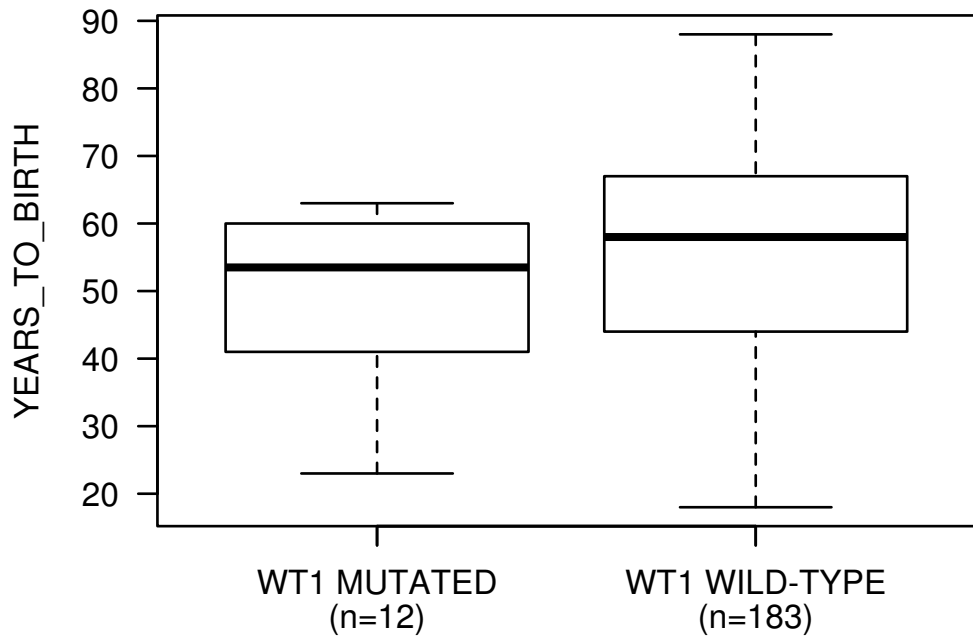 90
80
70
60
50
40
30
20
YEARS_TO_BIRTH
WT1 MUTATED
(n=12)
WT1 WILD-TYPE
(n=183)